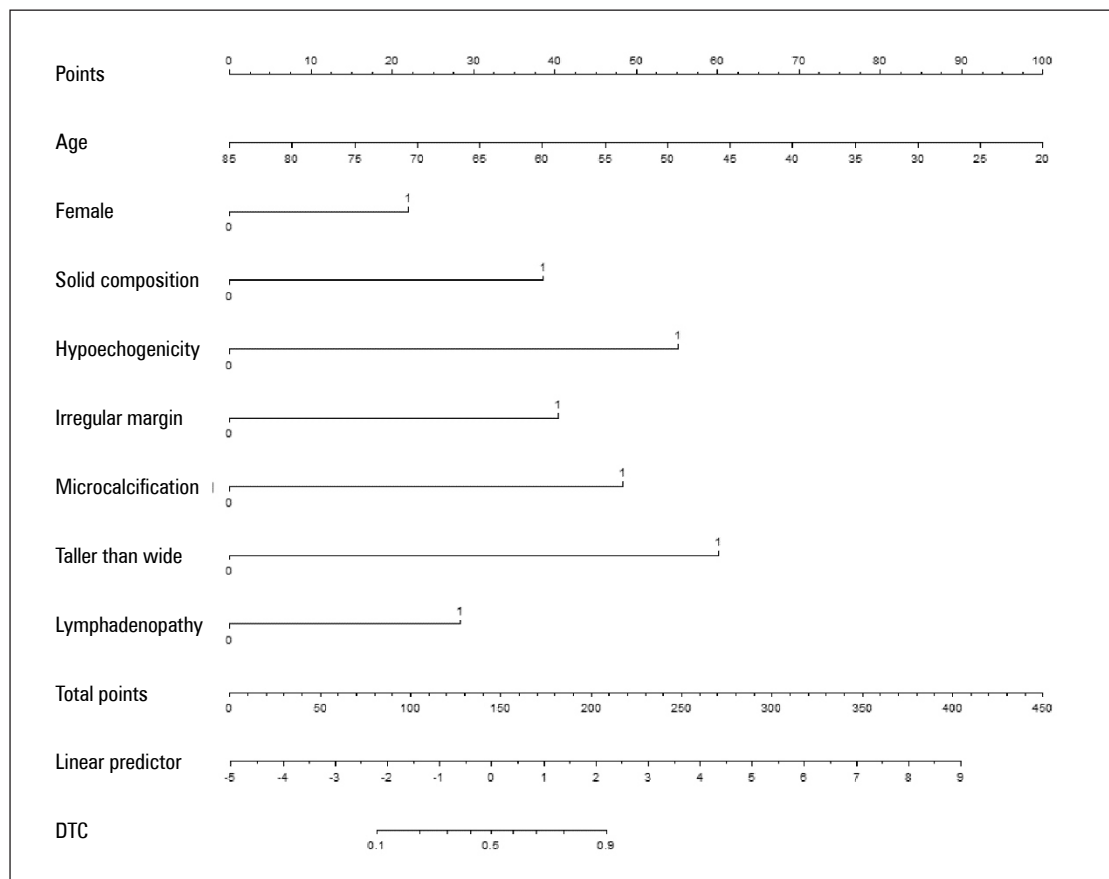 Points 0 10 20 30 40 50 60 70 80 90 100
Age 85 80 75 70 65 60 55 50 45 40 35 30 25 20
Female 0 1
Solid composition 0 1
Hypoechogenicity 0 1
Irregular margin 0 1
Microcalcification 0 1
Taller than wide 0 1
Lymphadenopathy 0 1
Total points 0 50 100 150 200 250 300 350 400 450
Linear predictor -5 -4 -3 -2 -1 0 1 2 3 4 5 6 7 8 9
DTC 0.1 0.5 0.9